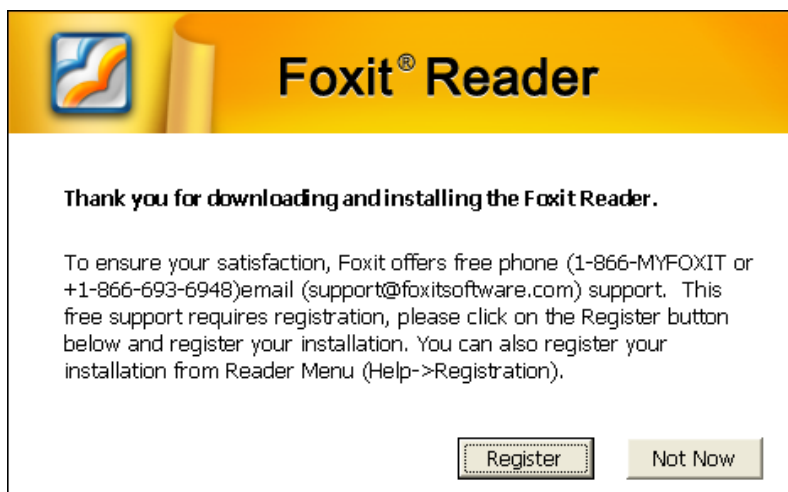 Foxit® Reader
Thank you for downloading and installing the Foxit Reader.
To ensure your satisfaction, Foxit offers free phone (1-866-MYFOXIT or
+1-866-693-6948)email (support@foxitsoftware.com) support.  This
free support requires registration, please click on the Register button
below and register your installation. You can also register your
installation from Reader Menu (Help->Registration).
Register
Not Now